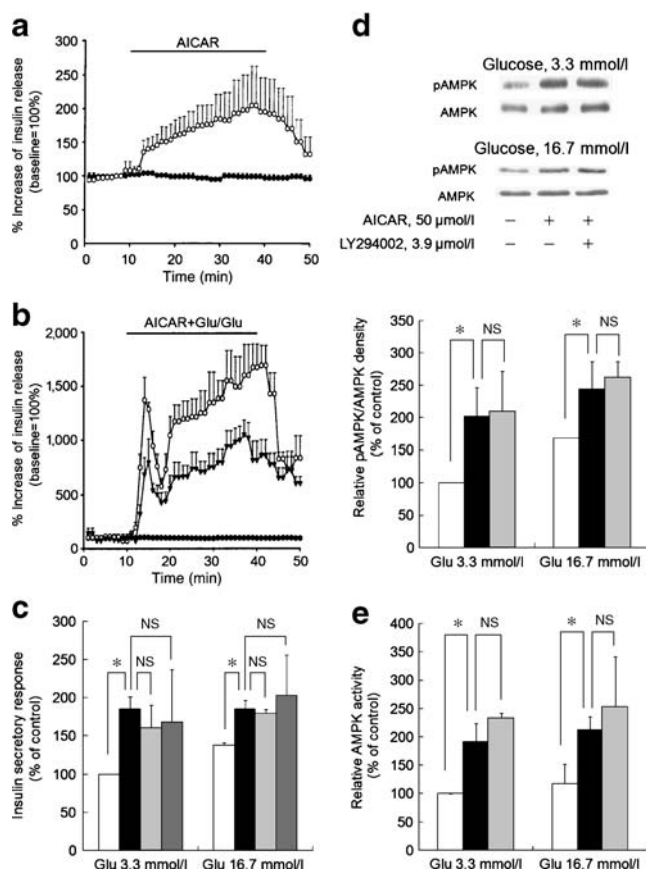 a
AICAR
% Increase of insulin release
(baseline=100%)
300
250
200
150
100
50
0
0 10 20 30 40 50
Time (min)
b
AICAR+Glu/Glu
% Increase of insulin release
(baseline=100%)
2,000
1,500
1,000
500
0
0 10 20 30 40 50
Time (min)
c
Insulin secretory response
(% of control)
300
250
200
150
100
50
0
* NS NS
* NS NS
Glu 3.3 mmol/l Glu 16.7 mmol/l
d
Glucose, 3.3 mmol/l
pAMPK
AMPK
Glucose, 16.7 mmol/l
pAMPK
AMPK
AICAR, 50 µmol/l – + +
LY294002, 3.9 µmol/l – – +
Relative pAMPK/AMPK density
(% of control)
350
300
250
200
150
100
50
0
* NS * NS
Glu 3.3 mmol/l Glu 16.7 mmol/l
e
Relative AMPK activity
(% of control)
400
350
300
250
200
150
100
50
0
* NS * NS
Glu 3.3 mmol/l Glu 16.7 mmol/l